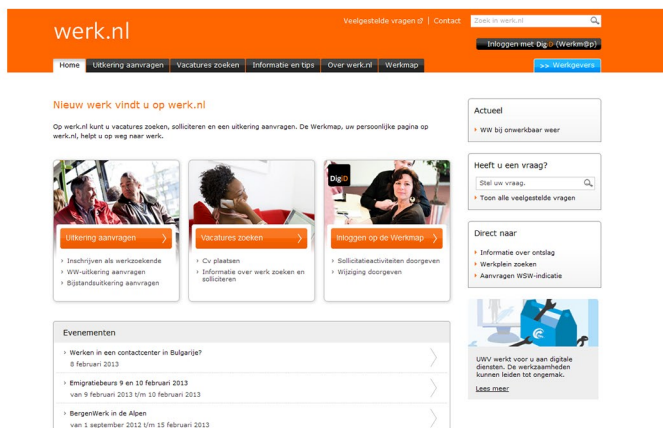 Veelgestelde vragen
Contact
Zoek in werk.nl
werk.nl
Inloggen met DigiD (Werkm@p)
Home
Uitkering aanvragen
Vacatures zoeken
Informatie en tips
Over werk.nl
Werkmap
>> Werkgevers
Nieuw werk vindt u op werk.nl
Op werk.nl kunt u vacatures zoeken, solliciteren en een uitkering aanvragen. De Werkmap, uw persoonlijke pagina op
werk.nl, helpt u op weg naar werk.
Uitkering aanvragen
Inschrijven als werkzoekende
WW-uitkering aanvragen
Bijstandsuitkering aanvragen
Vacatures zoeken
Cv plaatsen
Informatie over werk zoeken en
solliciteren
DigiD
Inloggen op de Werkmap
Sollicitatieactiviteiten doorgeven
Wijziging doorgeven
Evenementen
Werken in een contactcenter in Bulgarije?
8 februari 2013
Emigratiebeurs 9 en 10 februari 2013
van 9 februari 2013 t/m 10 februari 2013
BergenWerk in de Alpen
van 1 september 2012 t/m 15 februari 2013
Actueel
WW bij onwerkbaar weer
Heeft u een vraag?
Stel uw vraag.
Toon alle veelgestelde vragen
Direct naar
Informatie over ontslag
Werkplein zoeken
Aanvragen WSW-indicatie
UWV werkt voor u aan digitale
diensten. De werkzaamheden
kunnen leiden tot ongemak.
Lees meer